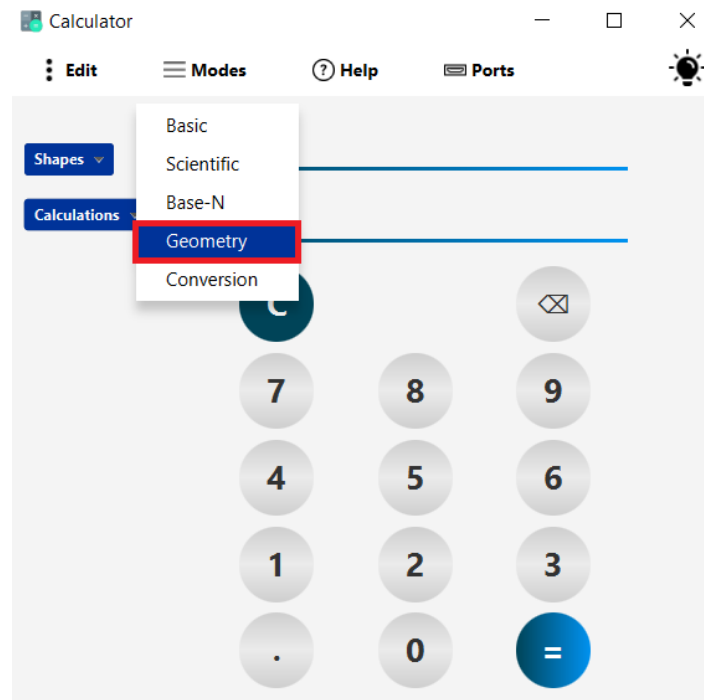 Calculator
Edit Modes Help Ports
Basic
Shapes Scientific
Base-N
Calculations
Geometry
Conversion
C
7 8 9
4 5 6
1 2 3
. 0 =